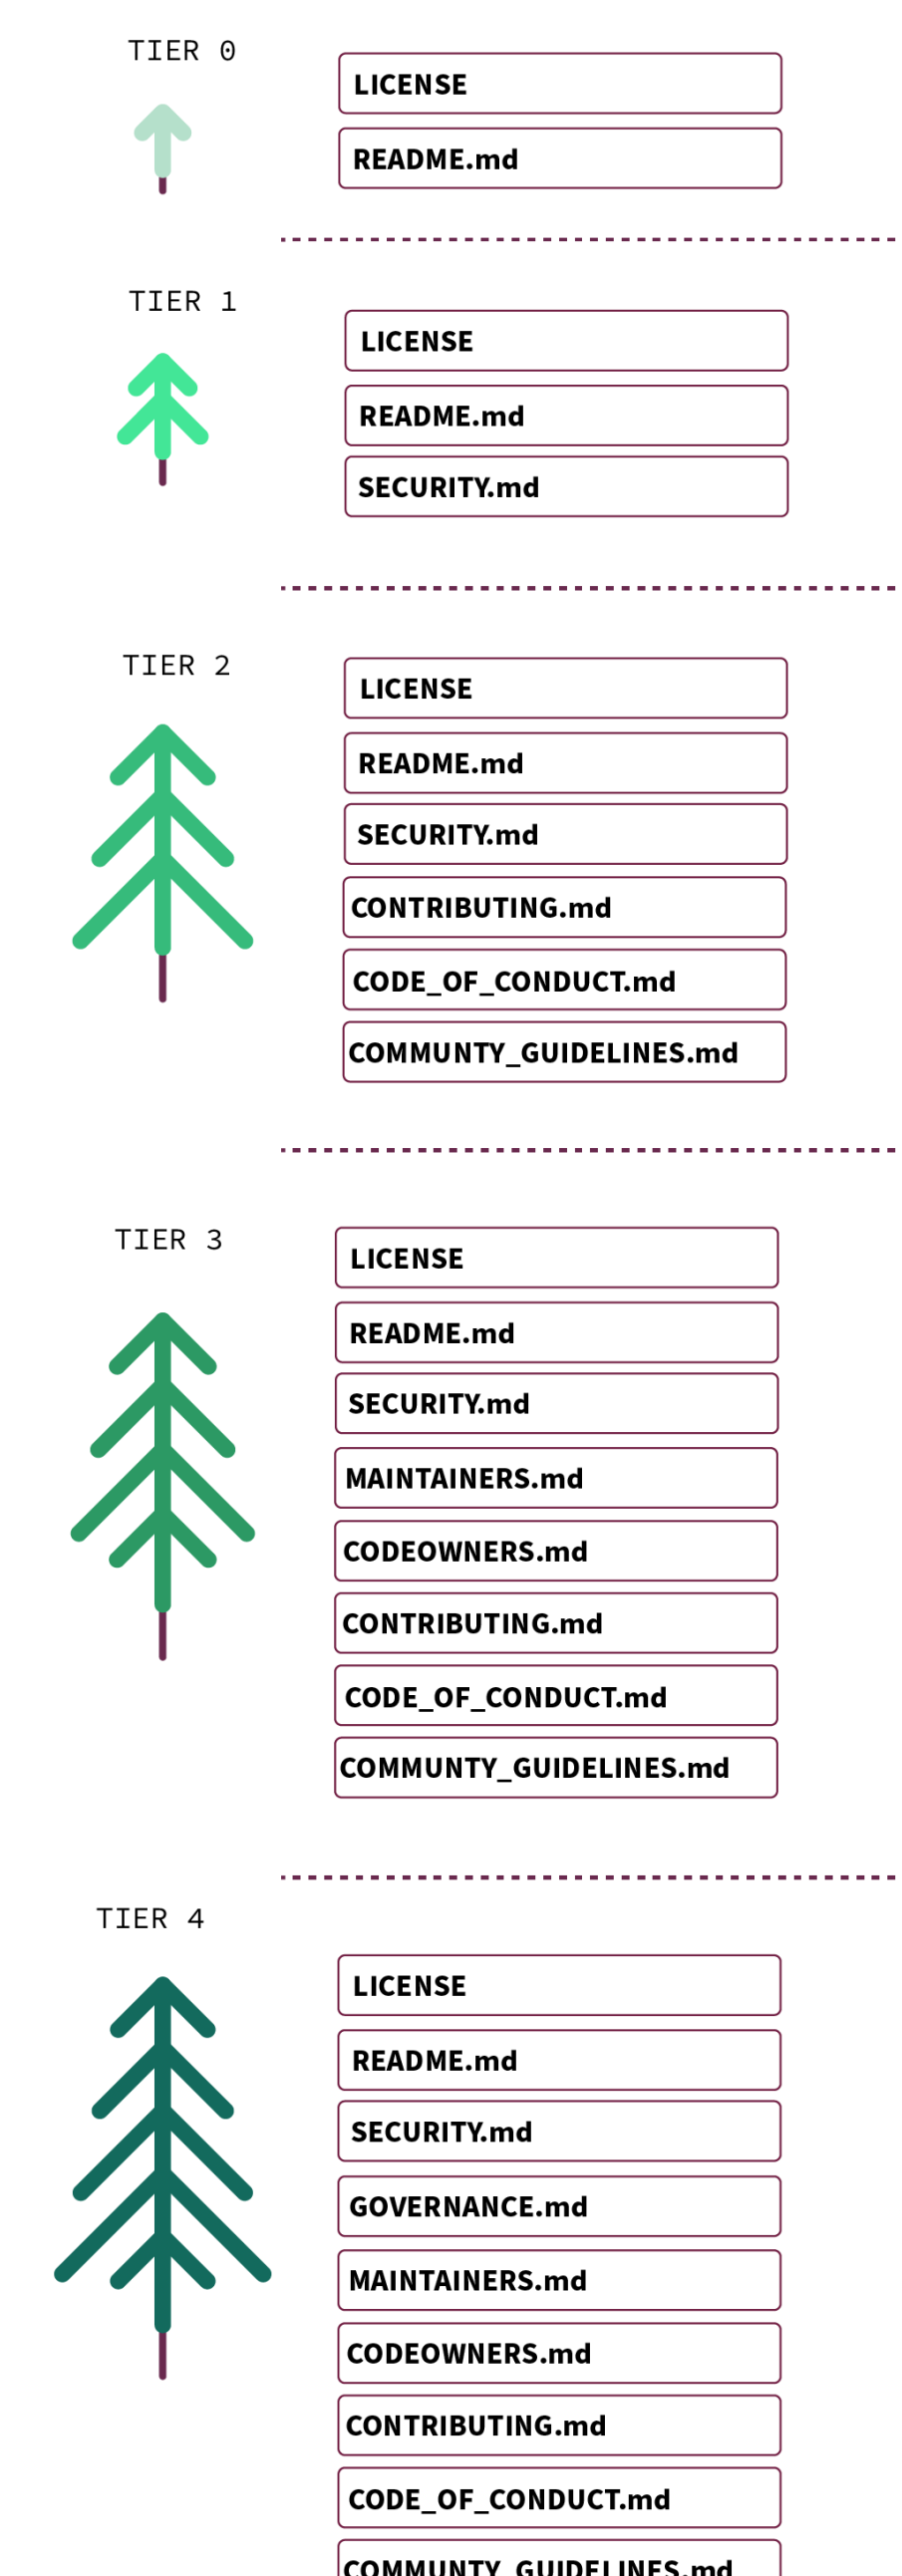 TIER 0
LICENSE
README.md
TIER 1
LICENSE
README.md
SECURITY.md
TIER 2
LICENSE
README.md
SECURITY.md
CONTRIBUTING.md
CODE_OF_CONDUCT.md
COMMUNTY_GUIDELINES.md
TIER 3
LICENSE
README.md
SECURITY.md
MAINTAINERS.md
CODEOWNERS.md
CONTRIBUTING.md
CODE_OF_CONDUCT.md
COMMUNTY_GUIDELINES.md
TIER 4
LICENSE
README.md
SECURITY.md
GOVERNANCE.md
MAINTAINERS.md
CODEOWNERS.md
CONTRIBUTING.md
CODE_OF_CONDUCT.md
COMMUNTY_GUIDELINES.md